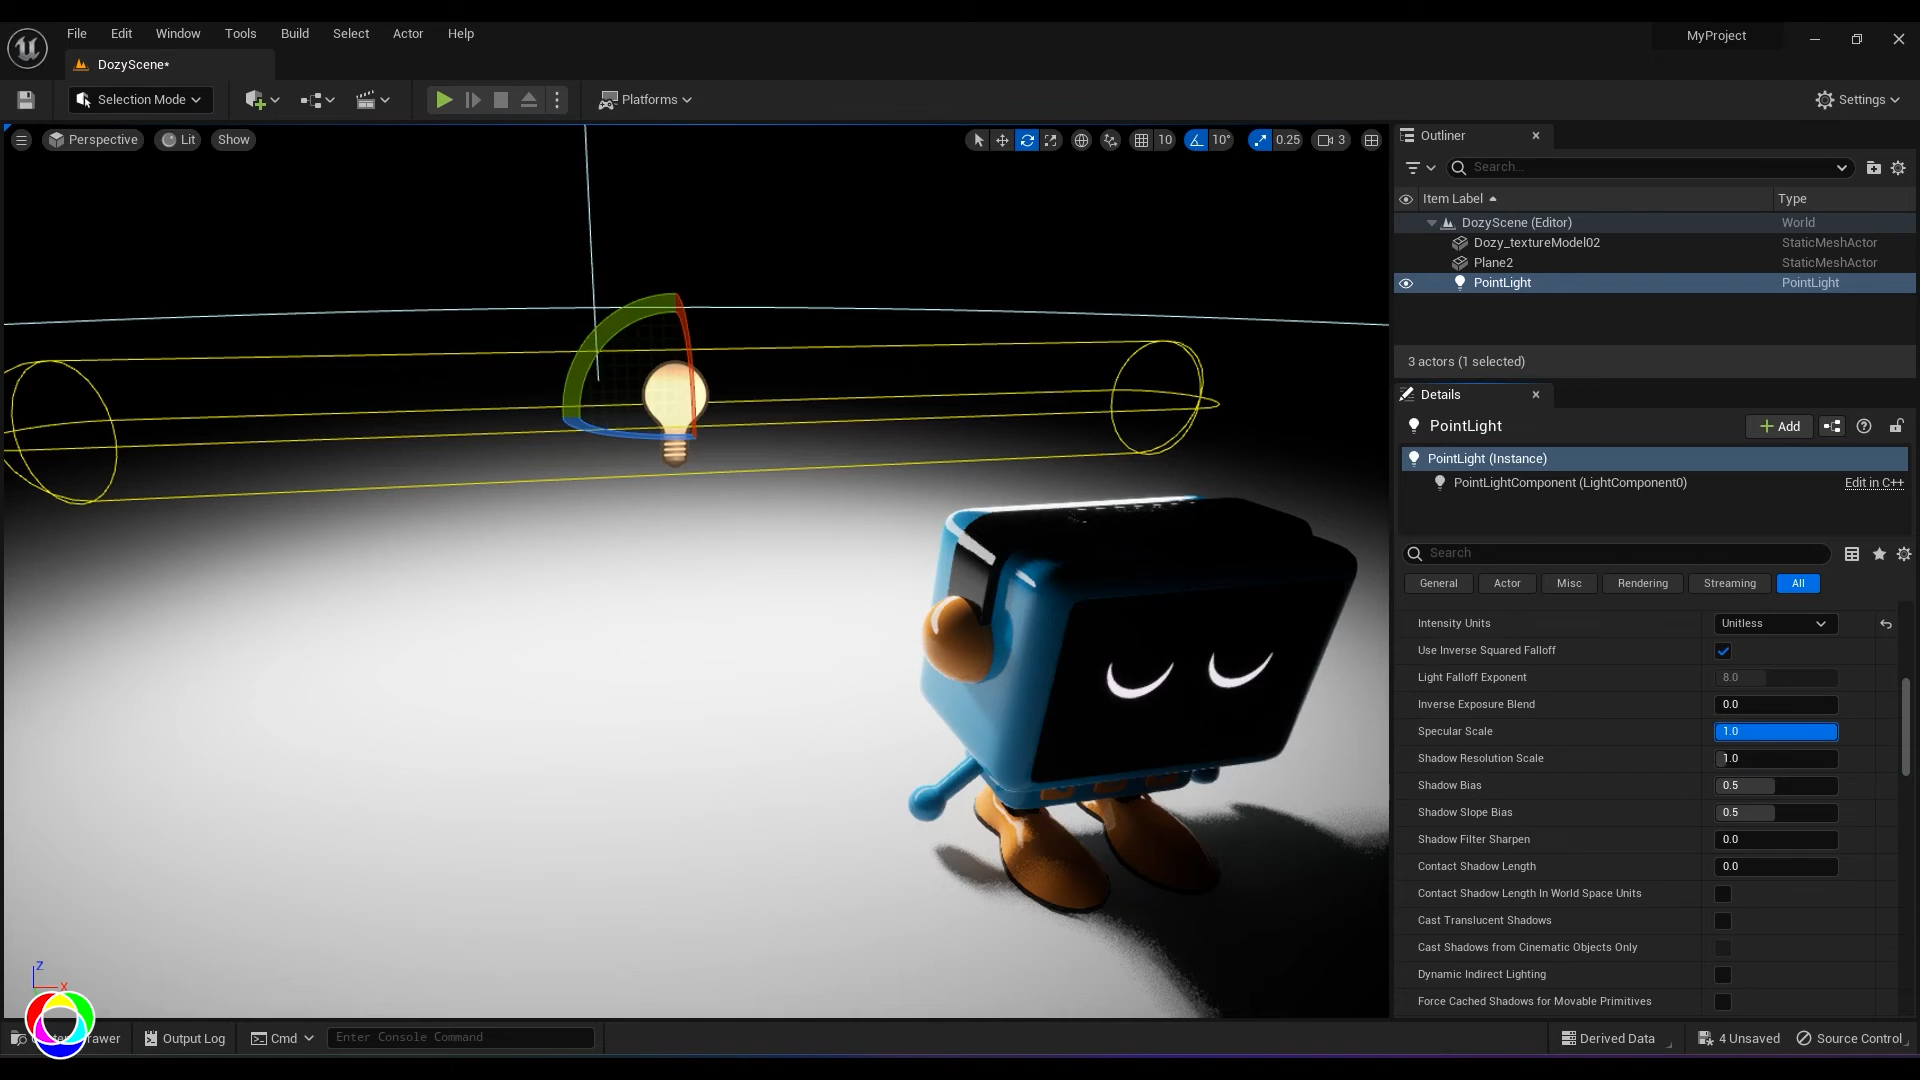 File Edit Window Tools Build Select Actor Help
MyProject
DozyScene*
Selection Mode
Platforms
Settings
Perspective Lit Show
10 10° 0.25 3
Outliner
Search...
Item Label Type
DozyScene (Editor) World
Dozy_textureModel02 StaticMeshActor
Plane2 StaticMeshActor
PointLight PointLight
3 actors (1 selected)
Details
PointLight
Add
PointLight (Instance)
PointLightComponent (LightComponent0) Edit in C++
Search
General Actor Misc Rendering Streaming All
Intensity Units Unitless
Use Inverse Squared Falloff
Light Falloff Exponent 8.0
Inverse Exposure Blend 0.0
Specular Scale 1.0
Shadow Resolution Scale 1.0
Shadow Bias 0.5
Shadow Slope Bias 0.5
Shadow Filter Sharpen 0.0
Contact Shadow Length 0.0
Contact Shadow Length In World Space Units
Cast Translucent Shadows
Cast Shadows from Cinematic Objects Only
Dynamic Indirect Lighting
Force Cached Shadows for Movable Primitives
Z
X
Output Log Cmd Enter Console Command Derived Data 4 Unsaved Source Control